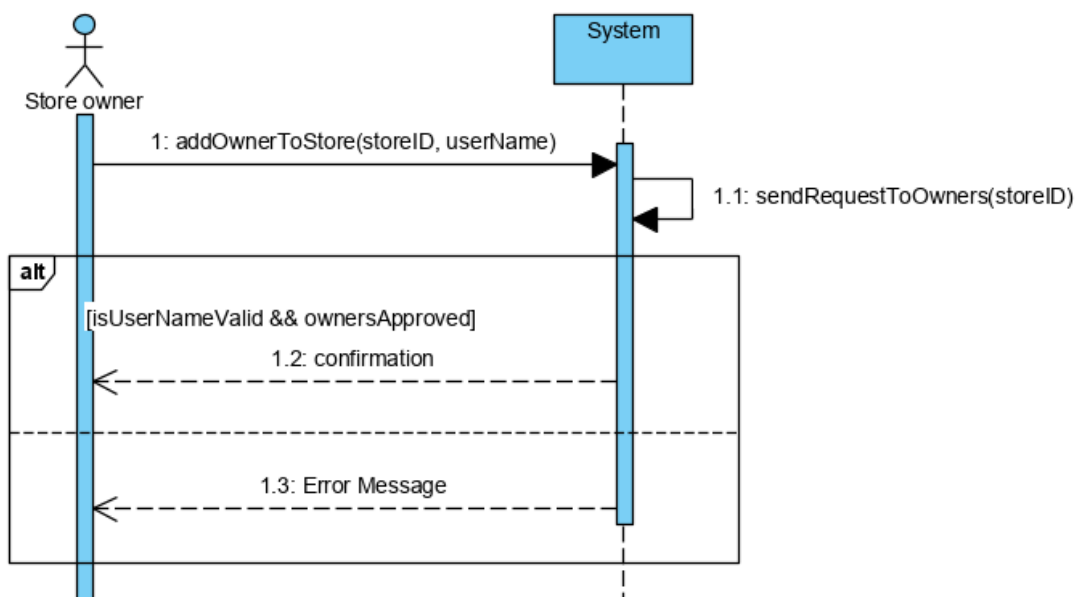 System
Store owner
1: addOwnerToStore(storeID, userName)
1.1: sendRequestToOwners(storeID)
alt
[isUserNameValid && ownersApproved]
1.2: confirmation
1.3: Error Message